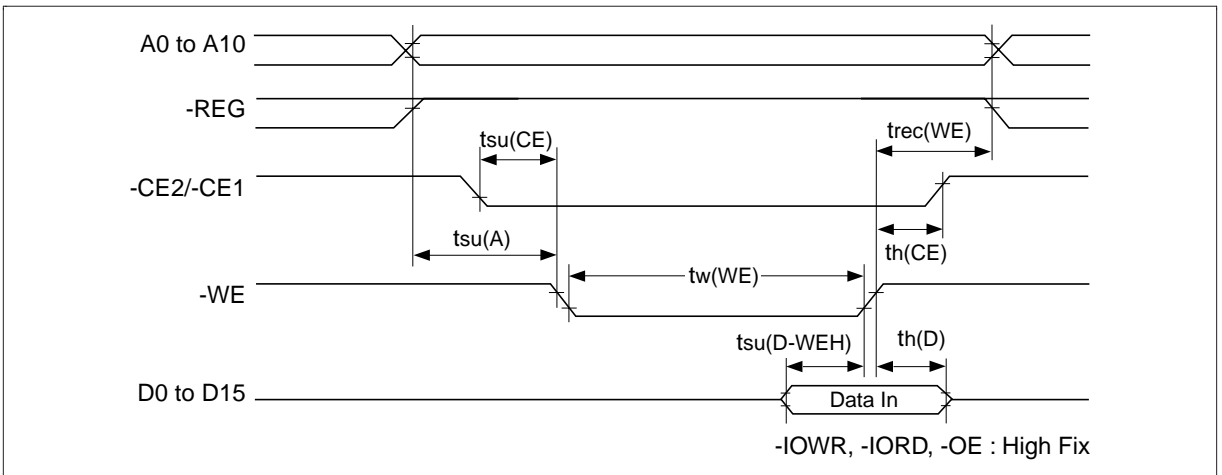 A0 to A10
-REG
tsu(CE)
trec(WE)
-CE2/-CE1
tsu(A)
th(CE)
tw(WE)
-WE
tsu(D-WEH)
th(D)
D0 to D15
Data In
-IOWR, -IORD, -OE : High Fix